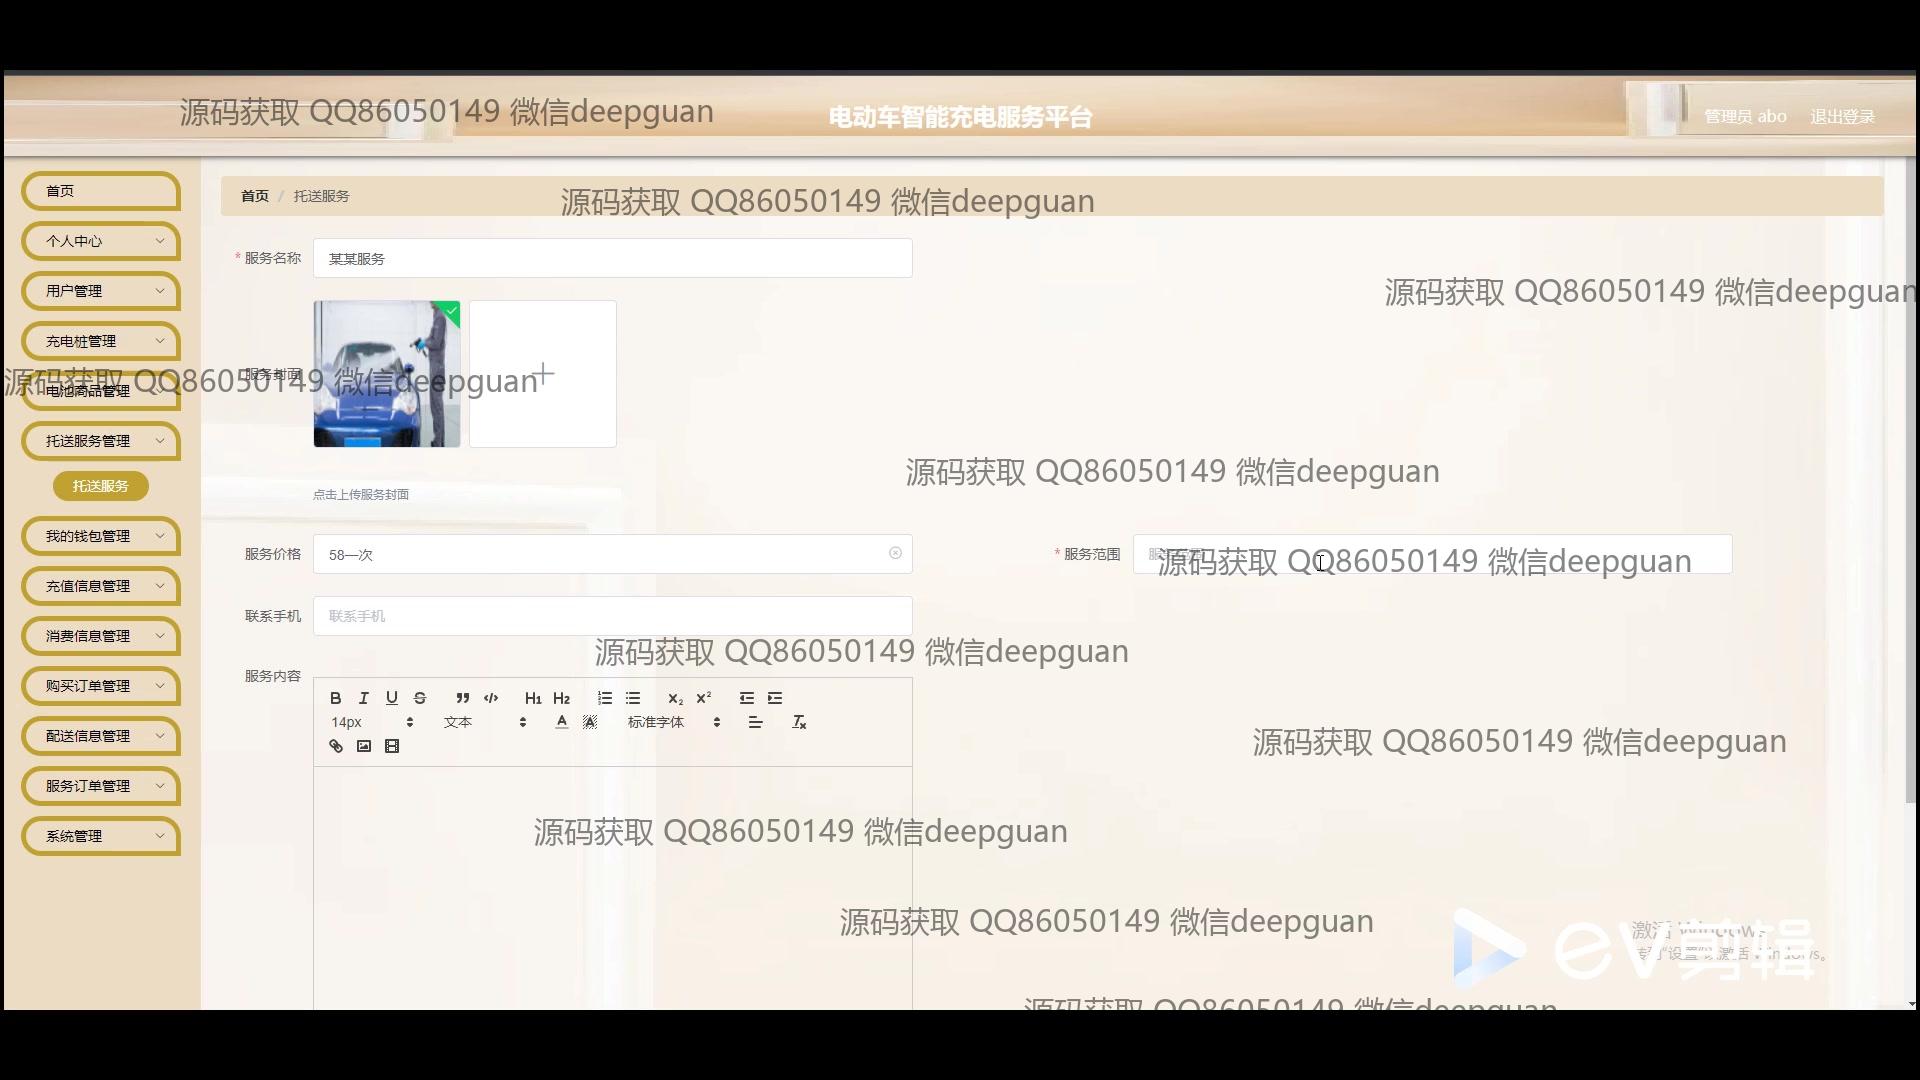 电动车智能充电服务平台
管理员 abo
退出登录
源码获取 QQ86050149 微信deepguan
首页
个人中心
用户管理
充电桩管理
电池商品管理
托送服务管理
托送服务
我的钱包管理
充值信息管理
消费信息管理
购买订单管理
配送信息管理
服务订单管理
系统管理
首页 / 托送服务
源码获取 QQ86050149 微信deepguan
* 服务名称
某某服务
源码获取 QQ86050149 微信deepguan
服务封面
源码获取 QQ86050149 微信deepguan
点击上传服务封面
源码获取 QQ86050149 微信deepguan
服务价格
58—次
* 服务范围
源码获取 QQ86050149 微信deepguan
联系手机
联系手机
源码获取 QQ86050149 微信deepguan
服务内容
B I U S H1 H2 X2 X2
14px 文本 A A 标准字体 Tx
源码获取 QQ86050149 微信deepguan
源码获取 QQ86050149 微信deepguan
源码获取 QQ86050149 微信deepguan
激活 Windows
转到"设置"以激活 Windows。
ev剪辑
源码获取 QQ86050149 微信deepguan